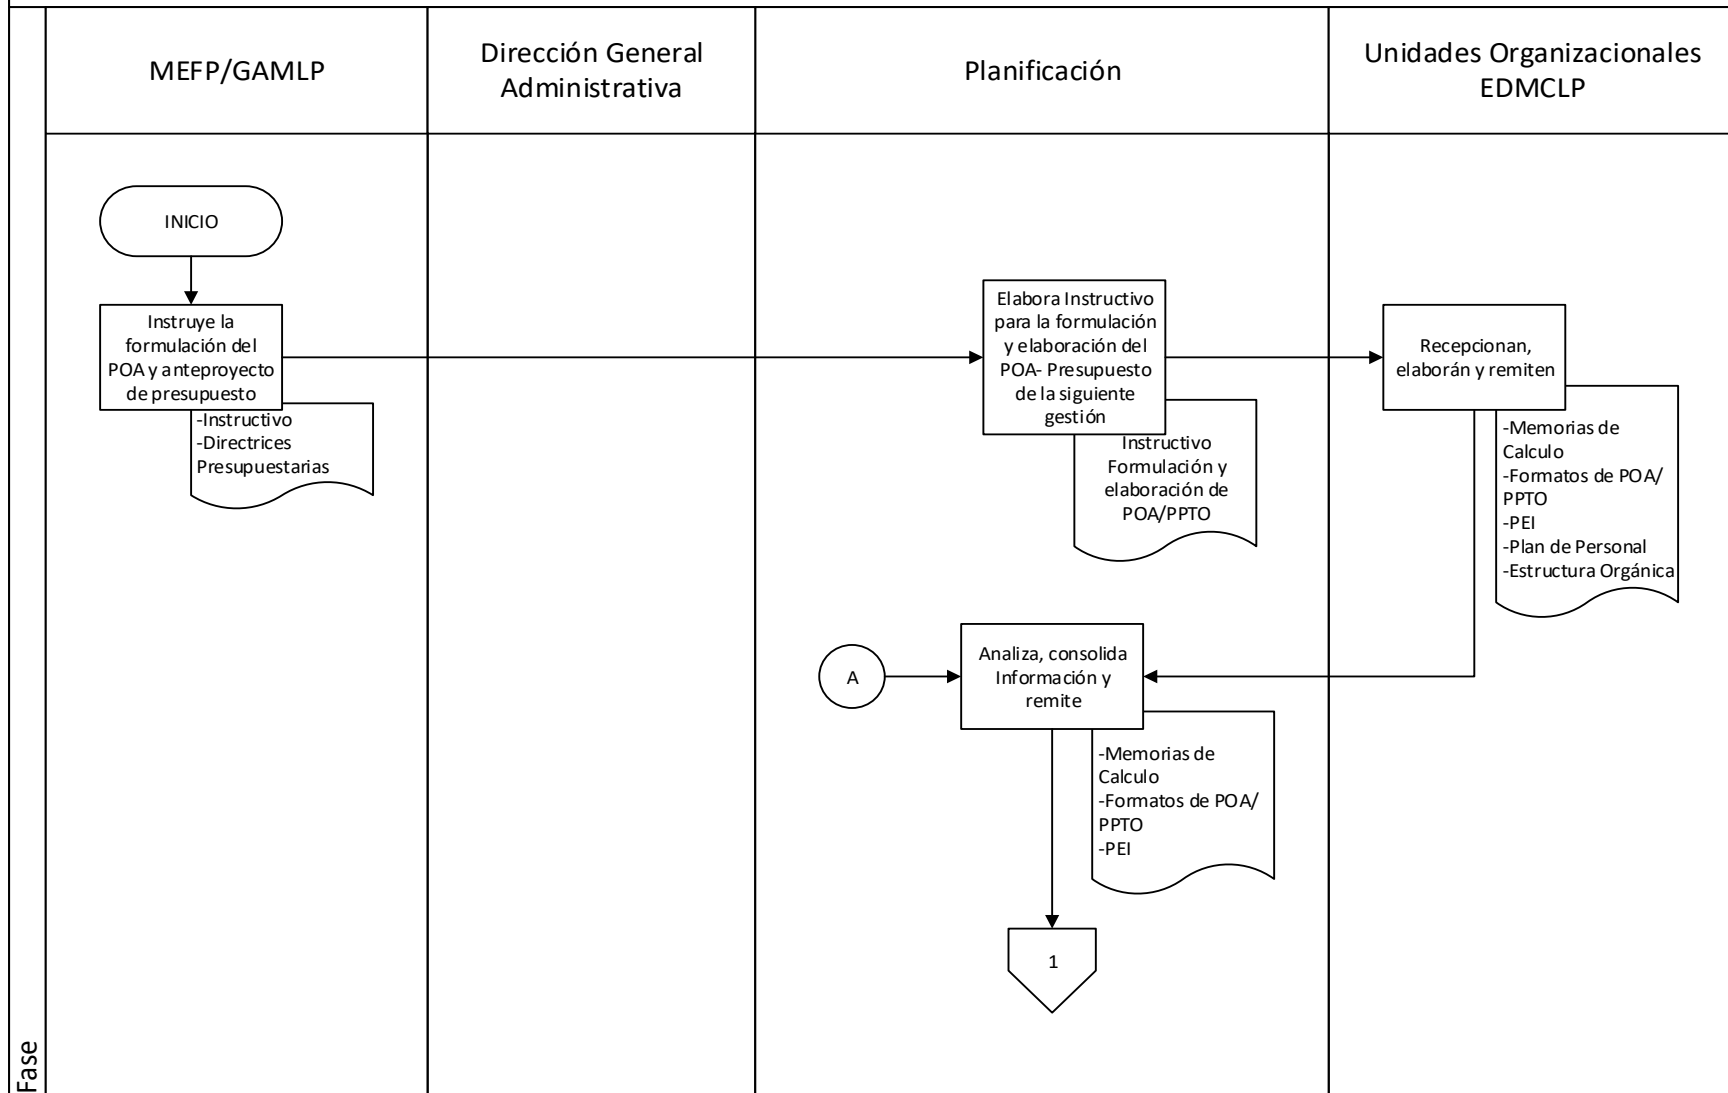 MEFP/GAMLP
Dirección General
Administrativa
Planificación
Unidades Organizacionales
EDMCLP
INICIO
Instruye la
formulación del
POA y anteproyecto
de presupuesto
-Instructivo
-Directrices
Presupuestarias
Elabora Instructivo
para la formulación
y elaboración del
POA- Presupuesto
de la siguiente
gestión
Instructivo
Formulación y
elaboración de
POA/PPTO
Recepcionan,
elaborán y remiten
-Memorias de
Calculo
-Formatos de POA/
PPTO
-PEI
-Plan de Personal
-Estructura Orgánica
A
Analiza, consolida
Información y
remite
-Memorias de
Calculo
-Formatos de POA/
PPTO
-PEI
1
Fase